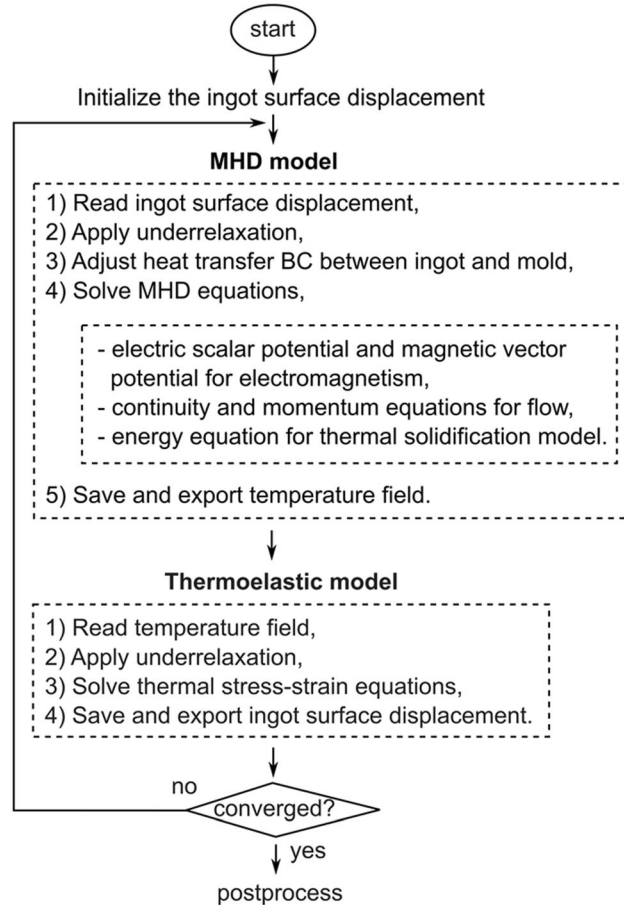 start
Initialize the ingot surface displacement
MHD model
1) Read ingot surface displacement,
2) Apply underrelaxation,
3) Adjust heat transfer BC between ingot and mold,
4) Solve MHD equations,
- electric scalar potential and magnetic vector
potential for electromagnetism,
- continuity and momentum equations for flow,
- energy equation for thermal solidification model.
5) Save and export temperature field.
Thermoelastic model
1) Read temperature field,
2) Apply underrelaxation,
3) Solve thermal stress-strain equations,
4) Save and export ingot surface displacement.
no
converged?
yes
postprocess